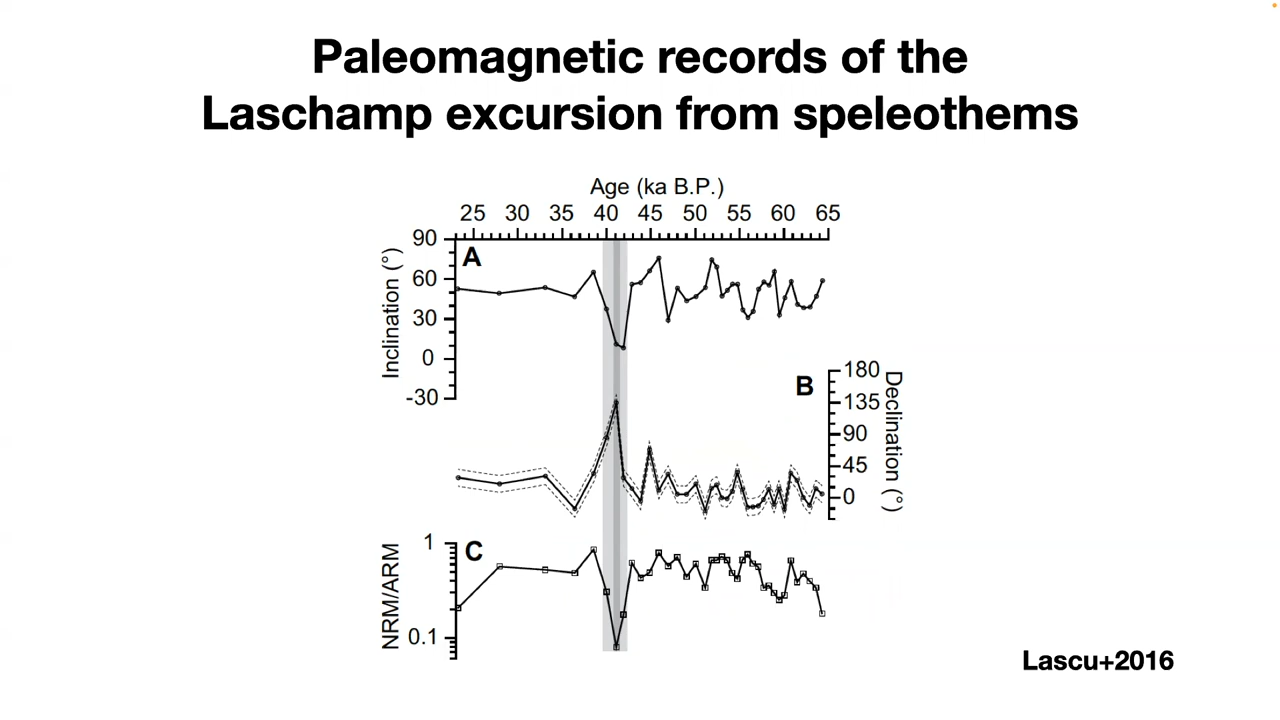 Paleomagnetic records of the
Laschamp excursion from speleothems
Age (ka B.P.)
25 30 35 40 45 50 55 60 65
A
Inclination (°)
90
60
30
0
-30
B
Declination (°)
180
135
90
45
0
C
NRM/ARM
1
0.1
Lascu+2016